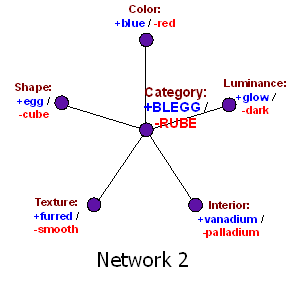 Color:
+blue / -red
Shape:
+egg /
-cube
Category:
+BLEGG /
-RUBE
Luminance:
+glow /
-dark
Texture:
+furred /
-smooth
Interior:
+vanadium /
-palladium
Network 2